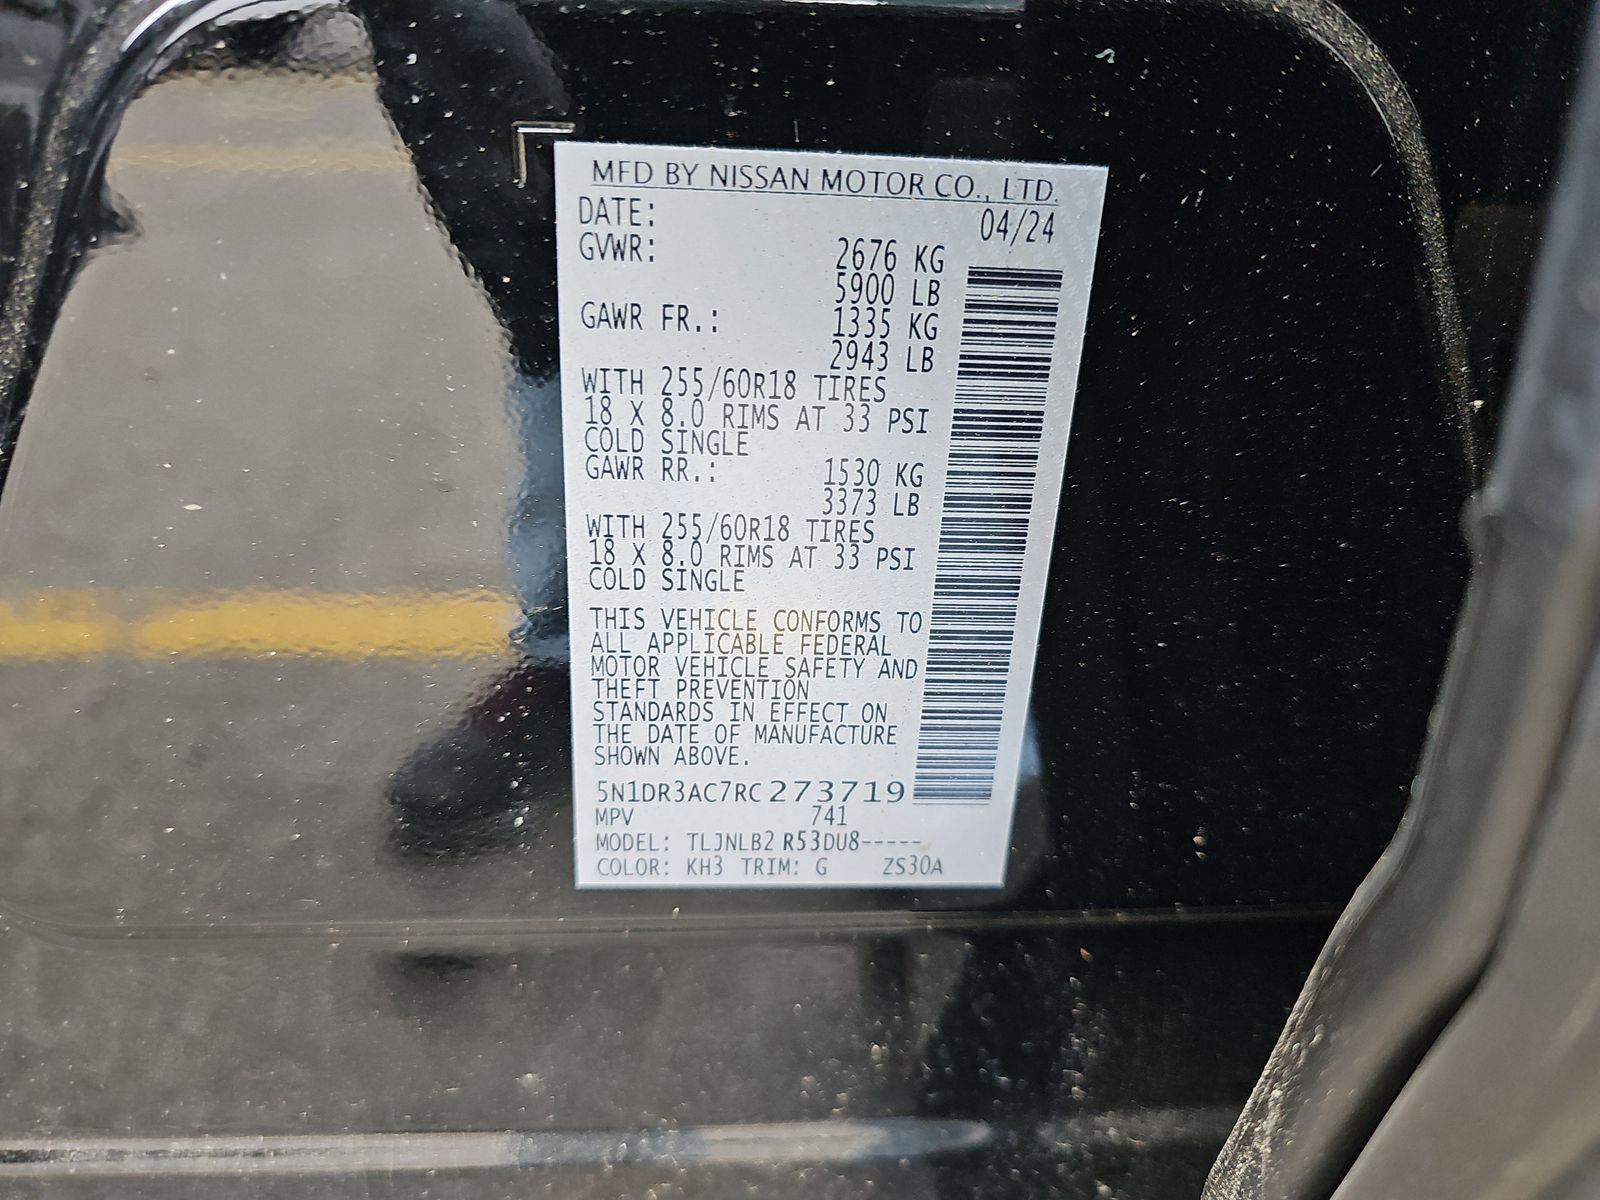 MFD BY NISSAN MOTOR CO., LTD.
DATE: 04/24
GVWR: 2676 KG
5900 LB
GAWR FR.: 1335 KG
2943 LB
WITH 255/60R18 TIRES
18 X 8.0 RIMS AT 33 PSI
COLD SINGLE
GAWR RR.: 1530 KG
3373 LB
WITH 255/60R18 TIRES
18 X 8.0 RIMS AT 33 PSI
COLD SINGLE
THIS VEHICLE CONFORMS TO
ALL APPLICABLE FEDERAL
MOTOR VEHICLE SAFETY AND
THEFT PREVENTION
STANDARDS IN EFFECT ON
THE DATE OF MANUFACTURE
SHOWN ABOVE.
5N1DR3AC7RC273719
MPV 741
MODEL: TLJNLB2 R53DU8-----
COLOR: KH3 TRIM: G ZS30A